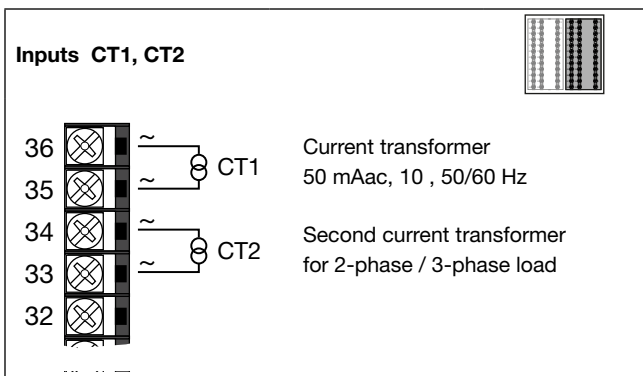 Inputs CT1, CT2
36
35
34
33
32
~
~
~
~
CT1
CT2
Current transformer
50 mAac, 10 , 50/60 Hz
Second current transformer
for 2-phase / 3-phase load